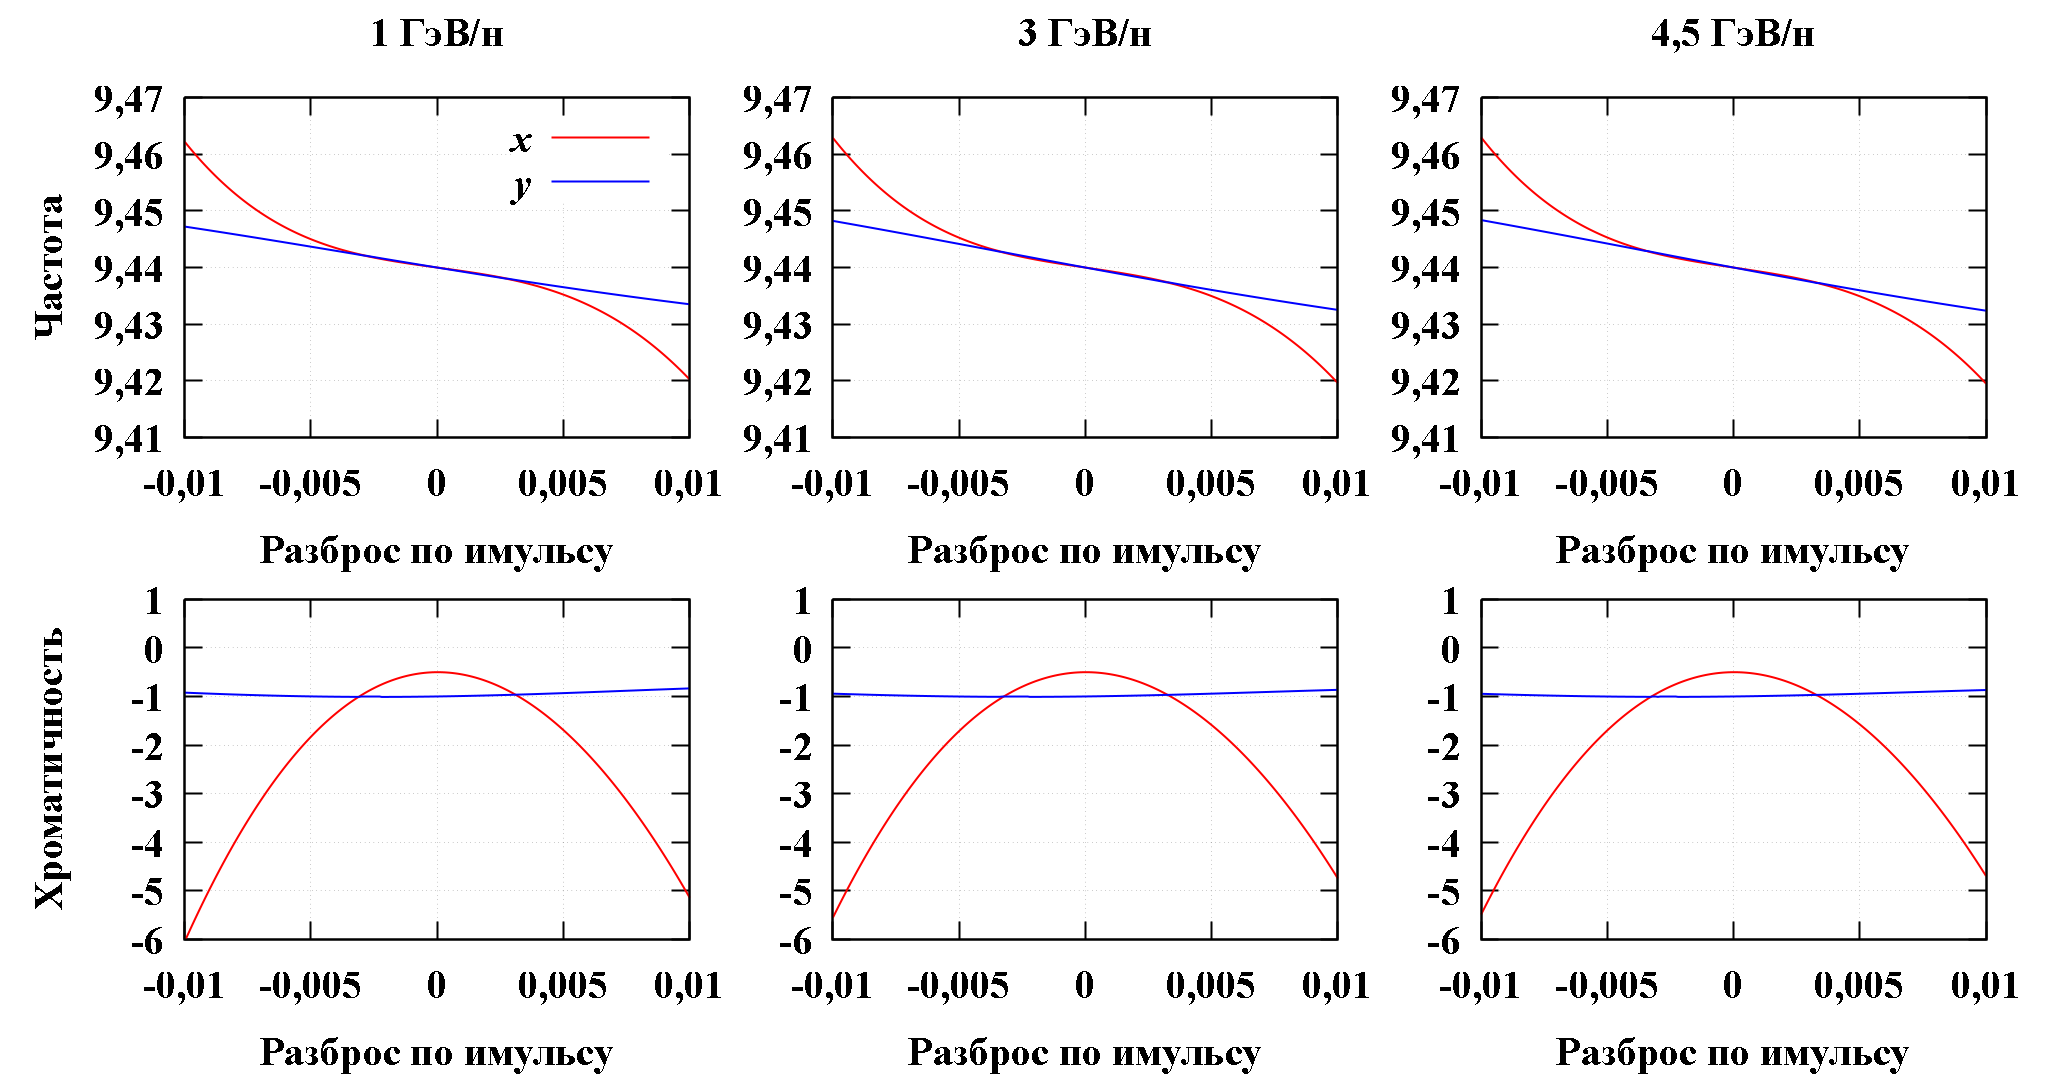 1 ГэВ/н 3 ГэВ/н 4,5 ГэВ/н
Частота
9,47
9,46
9,45
9,44
9,43
9,42
9,41
x
y
-0,01 -0,005 0 0,005 0,01
Разброс по имульсу
9,47
9,46
9,45
9,44
9,43
9,42
9,41
-0,01 -0,005 0 0,005 0,01
Разброс по имульсу
9,47
9,46
9,45
9,44
9,43
9,42
9,41
-0,01 -0,005 0 0,005 0,01
Разброс по имульсу
Хроматичность
1
0
-1
-2
-3
-4
-5
-6
-0,01 -0,005 0 0,005 0,01
Разброс по имульсу
1
0
-1
-2
-3
-4
-5
-6
-0,01 -0,005 0 0,005 0,01
Разброс по имульсу
1
0
-1
-2
-3
-4
-5
-6
-0,01 -0,005 0 0,005 0,01
Разброс по имульсу